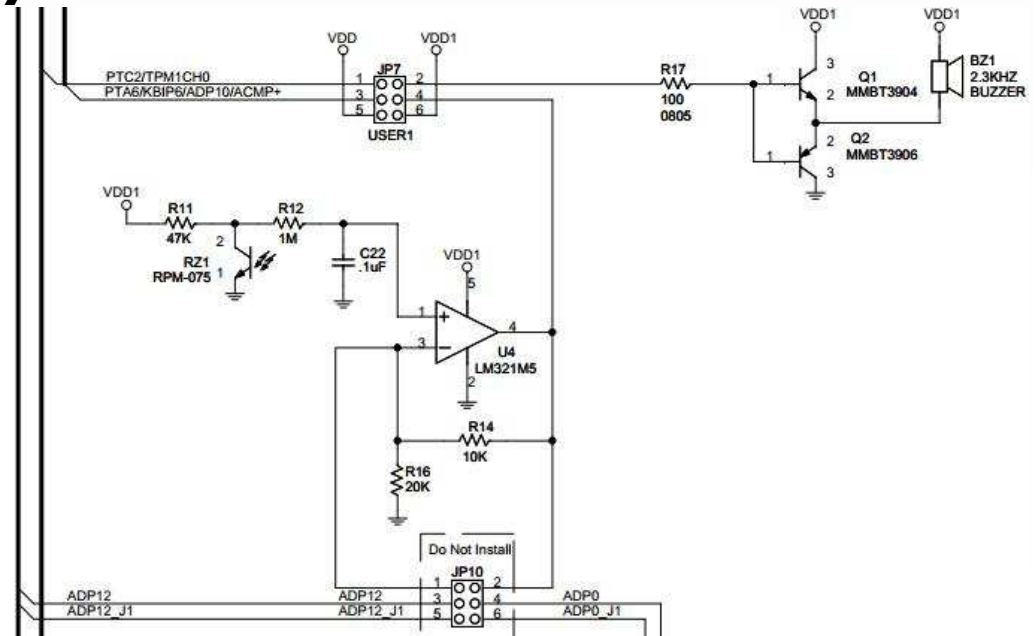 VDD VDD1 VDD1 VDD1
JP7
PTC2/TPM1CH0 1 2
PTA6/KBIP6/ADP10/ACMP+ 3 4
5 6
USER1
R17
100
0805
1 3 Q1
MMBT3904
2
BZ1
2.3KHZ
BUZZER
2 Q2
MMBT3906
1
3
VDD1
R11
47K
R12
1M
2
RZ1
RPM-075
1
C22
.1uF
VDD1
5
1 +
3 -
4
U4
LM321M5
2
R14
10K
R16
20K
Do Not Install
JP10
1 2
ADP12 ADP12 3 4 ADP0
ADP12_J1 ADP12_J1 5 6 ADP0_J1